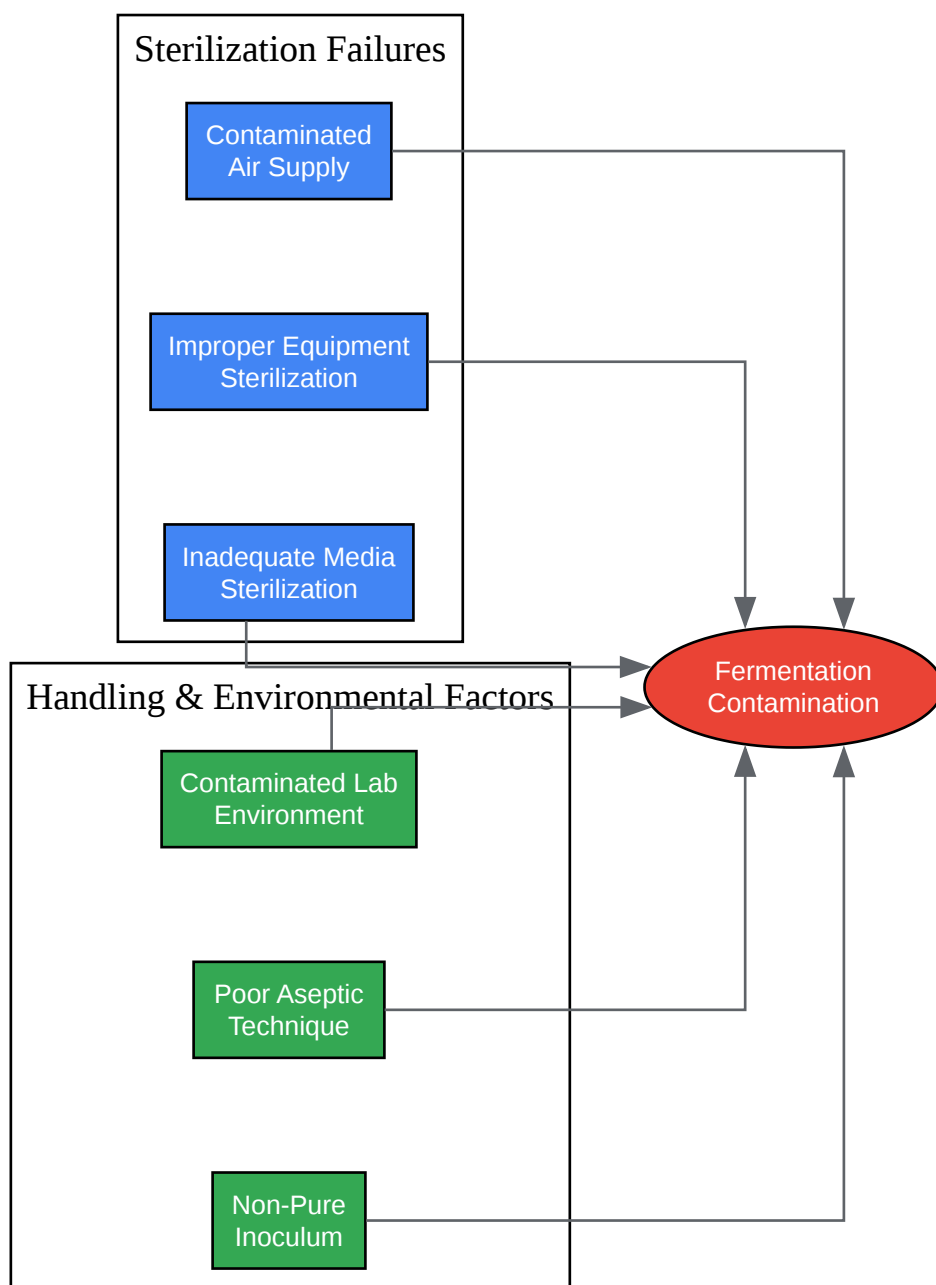 Sterilization Failures
Contaminated
Air Supply
Improper Equipment
Sterilization
Inadequate Media
Sterilization
Fermentation
Contamination
Handling & Environmental Factors
Contaminated Lab
Environment
Poor Aseptic
Technique
Non-Pure
Inoculum